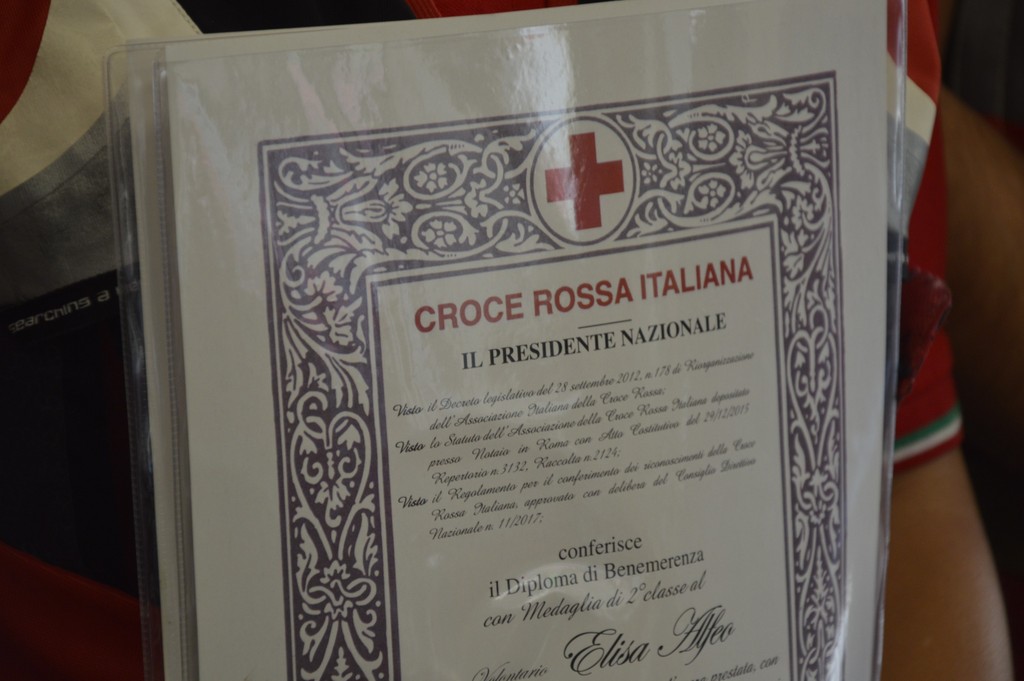 earching a
CROCE ROSSA ITALIANA
IL PRESIDENTE NAZIONALE
Visto il Decreto legislativo del 28 settembre 2012, n.178 di Riorganizzazione
dell'Associazione Italiana della Croce Rossa;
Visto lo Statuto dell'Associazione della Croce Rossa Italiana depositato
presso Notaio in Roma con Atto Costitutivo del 29/12/2015
Repertorio n.3132, Raccolta n.2124;
Visto il Regolamento per il conferimento dei riconoscimenti della Croce
Rossa Italiana, approvato con delibera del Consiglio Direttivo
Nazionale n. 11/2017;
conferisce
il Diploma di Benemerenza
con Medaglia di 2°classe al
Volontario Elisa Alfeo
prestata, con